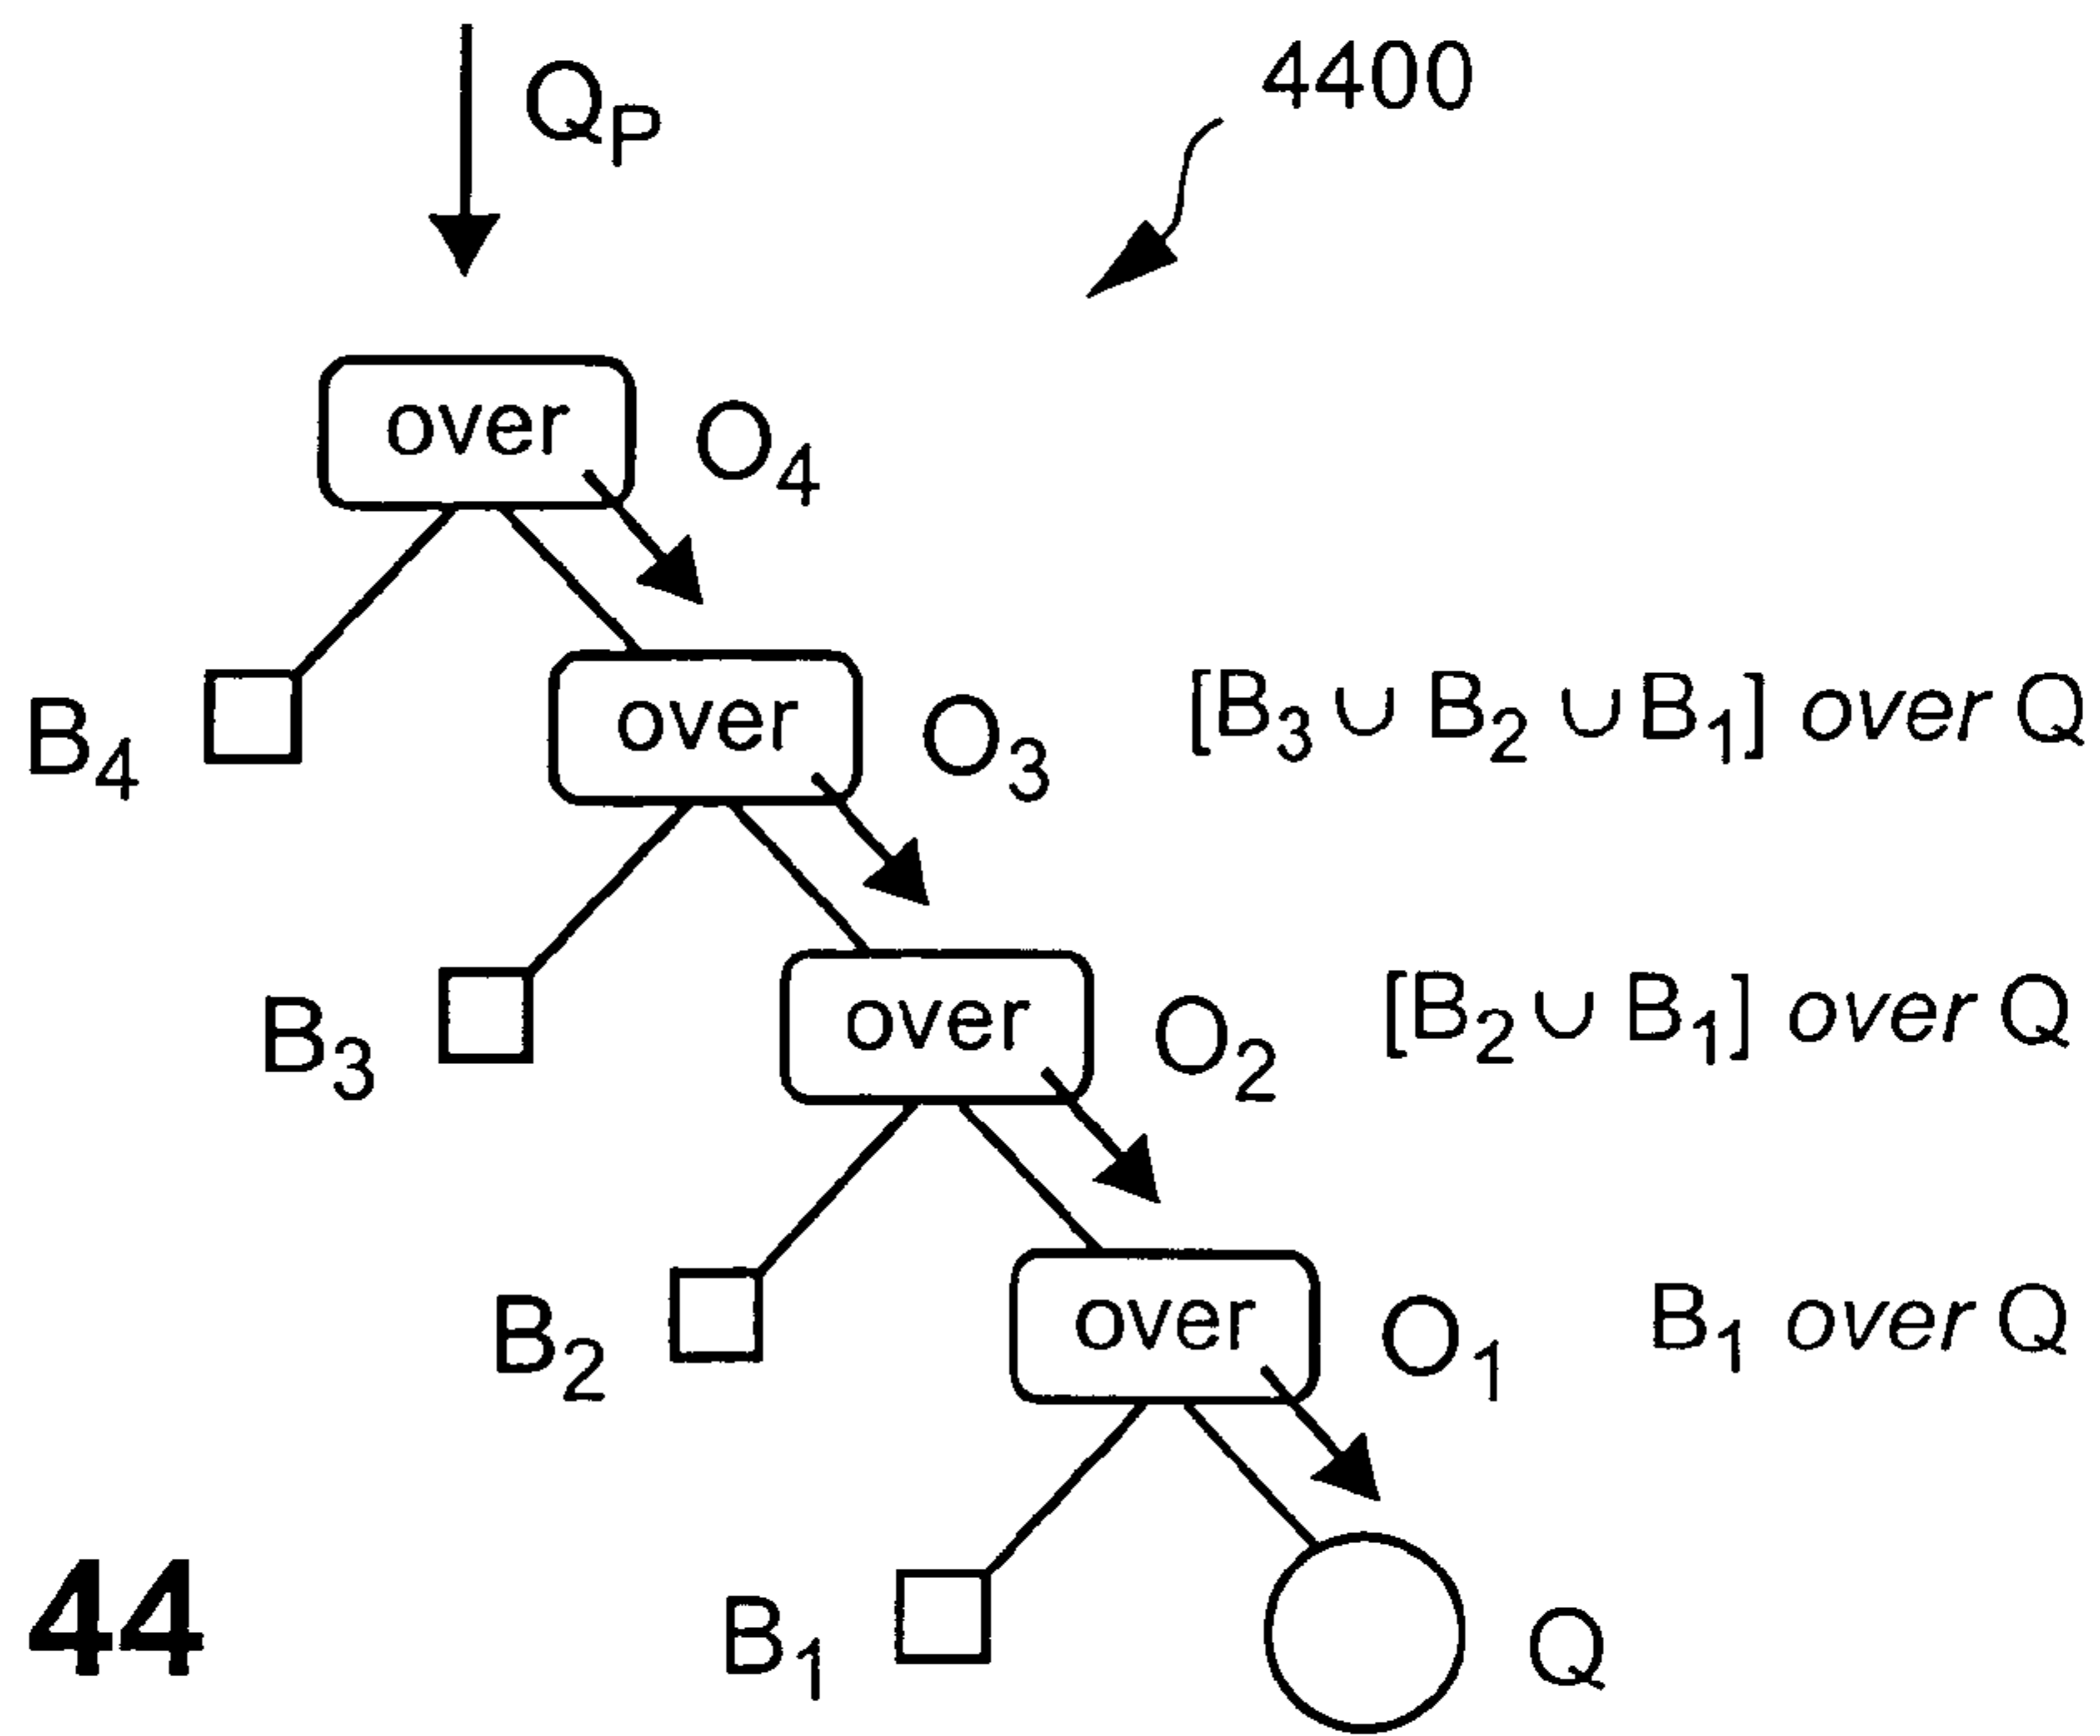 Q_P
4400
over O_4
B_4
over O_3 [B_3 ∪ B_2 ∪ B_1] over Q
B_3
over O_2 [B_2 ∪ B_1] over Q
B_2
over O_1 B_1 over Q
B_1
Q
44